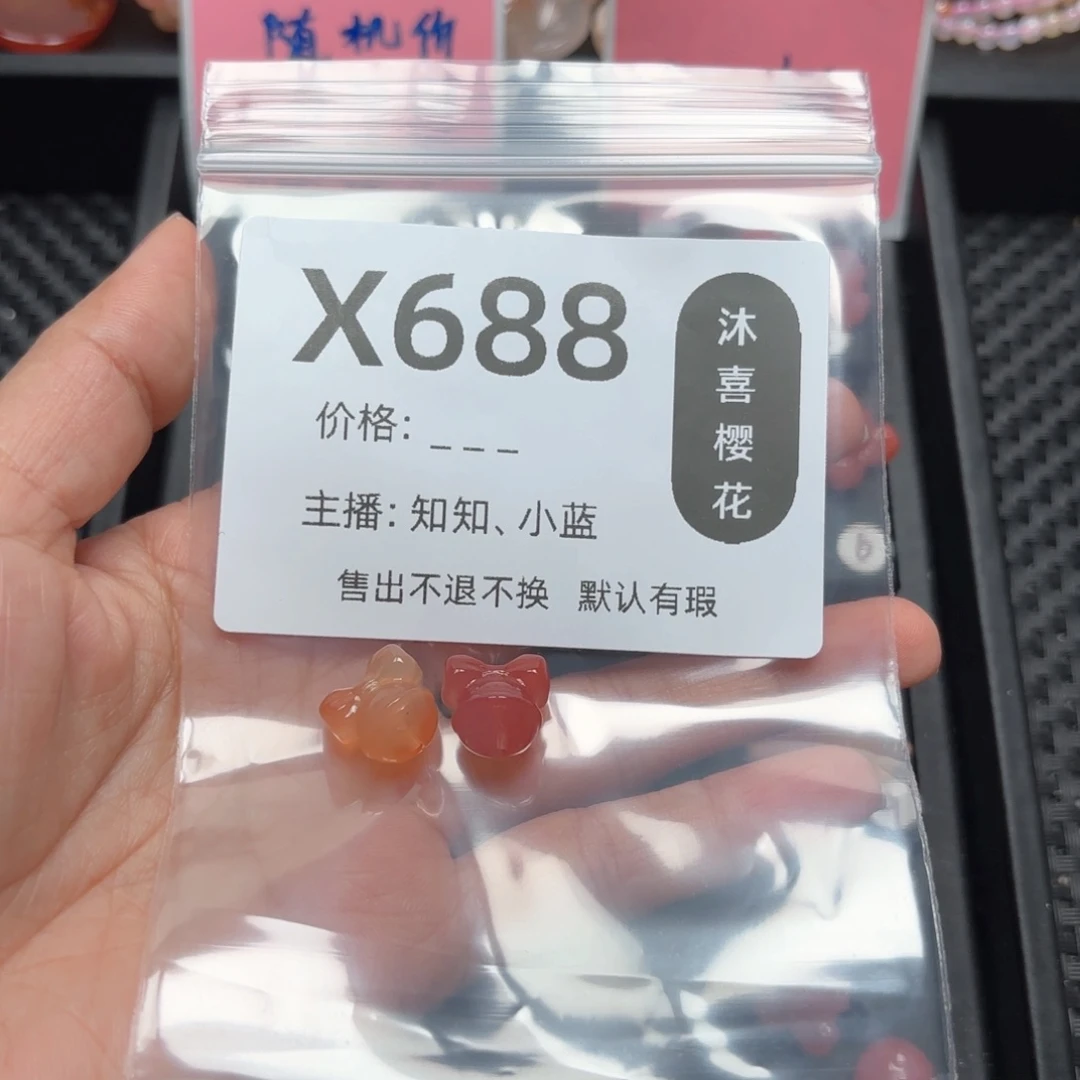 随机价
X688
价格: _ _ _
主播: 知知、小蓝
售出不退不换 默认有瑕
沐喜樱花